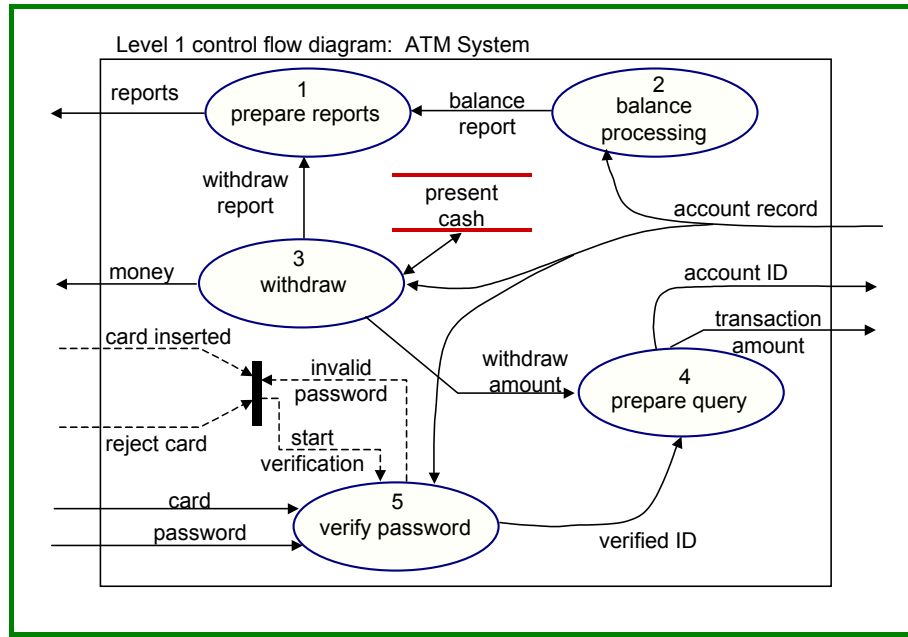 Level 1 control flow diagram: ATM System
reports
1
prepare reports
balance
report
2
balance
processing
withdraw
report
present
cash
account record
money
3
withdraw
account ID
transaction
amount
card inserted
invalid
password
withdraw
amount
4
prepare query
reject card
start
verification
card
password
5
verify password
verified ID